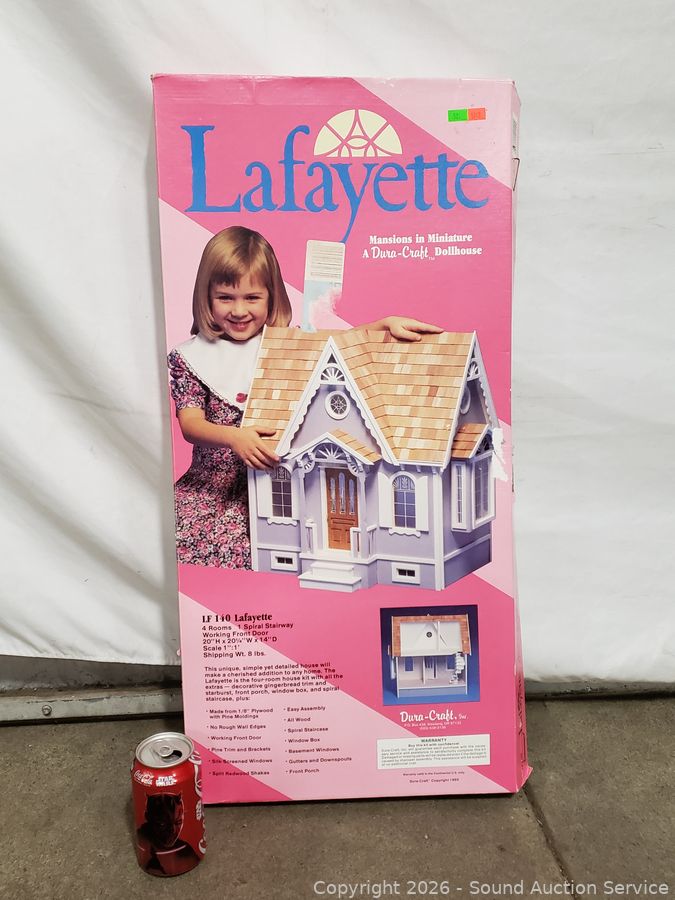 Lafayette
Mansions in Miniature
A Dura-Craft™ Dollhouse
LF 140 Lafayette
4 Rooms 1 Spiral Stairway
Working Front Door
20"H x 20¼"W x 14"D
Scale 1":1'
Shipping Wt. 8 lbs.
This unique, simple yet detailed house will
make a cherished addition to any home. The
Lafayette is the four-room house kit with all the
extras — decorative gingerbread trim and
starburst, front porch, window box, and spiral
staircase, plus:
• Made from 1/8" Plywood
with Pine Moldings
• No Rough Wall Edges
• Working Front Door
• Pine Trim and Brackets
• Silk Screened Windows
• Split Redwood Shakes
• Easy Assembly
• All Wood
• Spiral Staircase
• Window Box
• Basement Windows
• Gutters and Downspouts
• Front Porch
Dura-Craft, Inc.
WARRANTY
Buy this kit with confidence!
Coca-Cola
STAR WARS
Copyright 2026 - Sound Auction Service